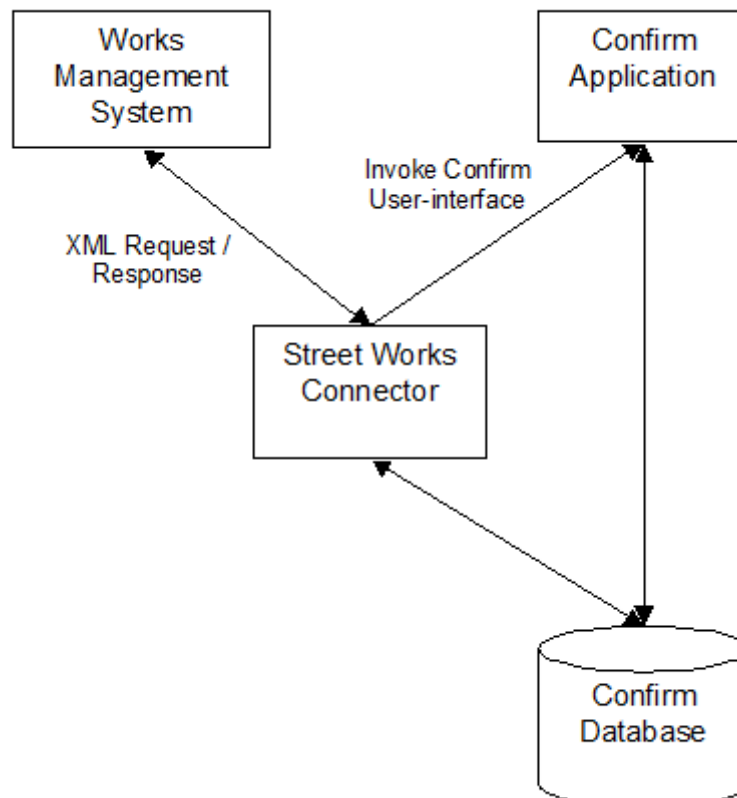 Works
Management
System
Confirm
Application
Invoke Confirm
User-interface
XML Request /
Response
Street Works
Connector
Confirm
Database